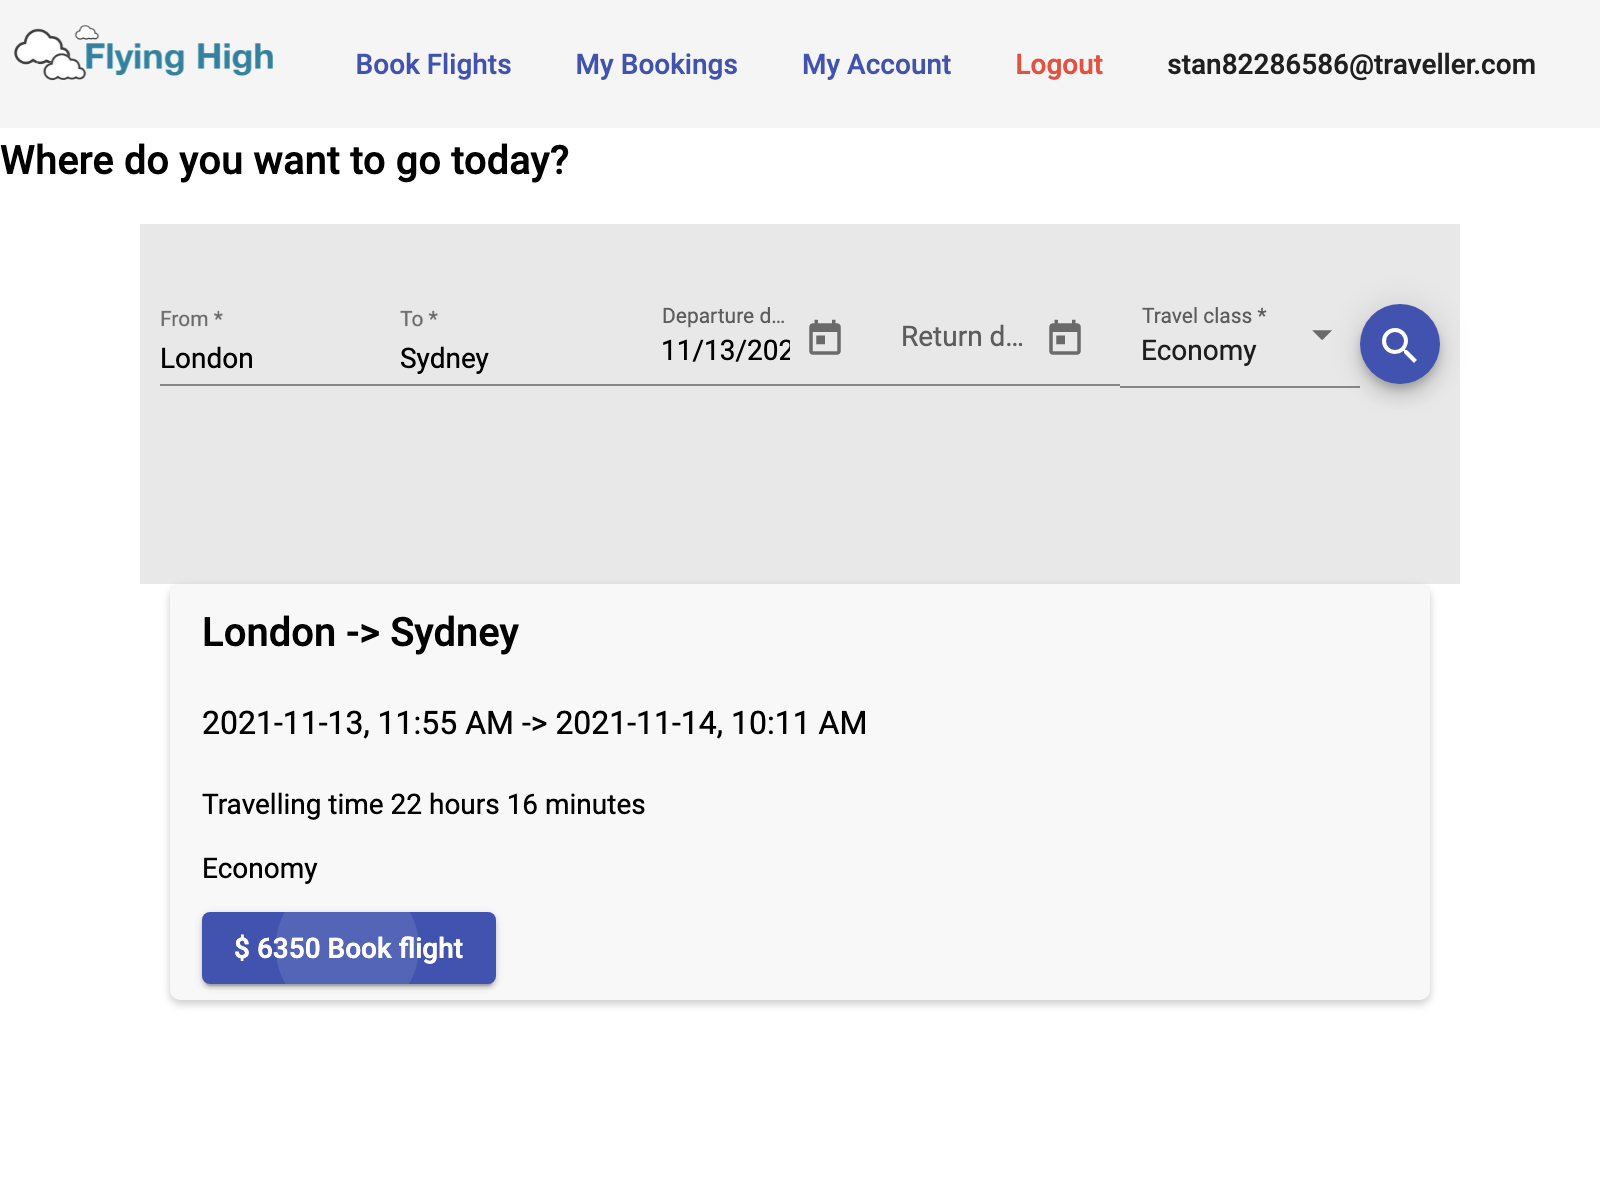 Flying High
Book Flights
My Bookings
My Account
Logout
stan82286586@traveller.com
Where do you want to go today?
From *
London
To *
Sydney
Departure d...
11/13/202
Return d...
Travel class *
Economy
London -> Sydney
2021-11-13, 11:55 AM -> 2021-11-14, 10:11 AM
Travelling time 22 hours 16 minutes
Economy
$ 6350 Book flight